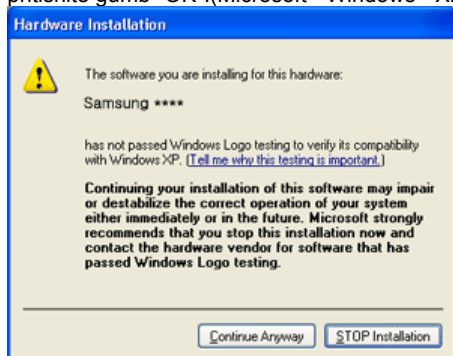 Hardware Installation
The software you are installing for this hardware:
Samsung ****
has not passed Windows Logo testing to verify its compatibility
with Windows XP. (Tell me why this testing is important.)
Continuing your installation of this software may impair
or destabilize the correct operation of your system
either immediately or in the future. Microsoft strongly
recommends that you stop this installation now and
contact the hardware vendor for software that has
passed Windows Logo testing.
Continue Anyway
STOP Installation